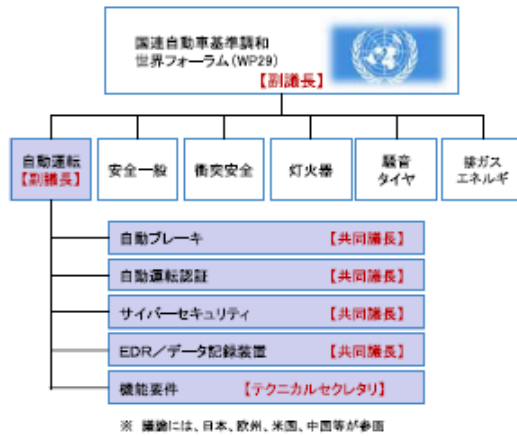 国連自動車基準調和
世界フォーラム(WP29)
【副議長】
自動運転
【副議長】
安全一般
衝突安全
灯火器
騒音
タイヤ
排ガス
エネルギ
自動ブレーキ 【共同議長】
自動運転認証 【共同議長】
サイバーセキュリティ 【共同議長】
EDR/データ記録装置 【共同議長】
機能要件 【テクニカルセクレタリ】
※ 議論には、日本、欧州、米国、中国等が参画